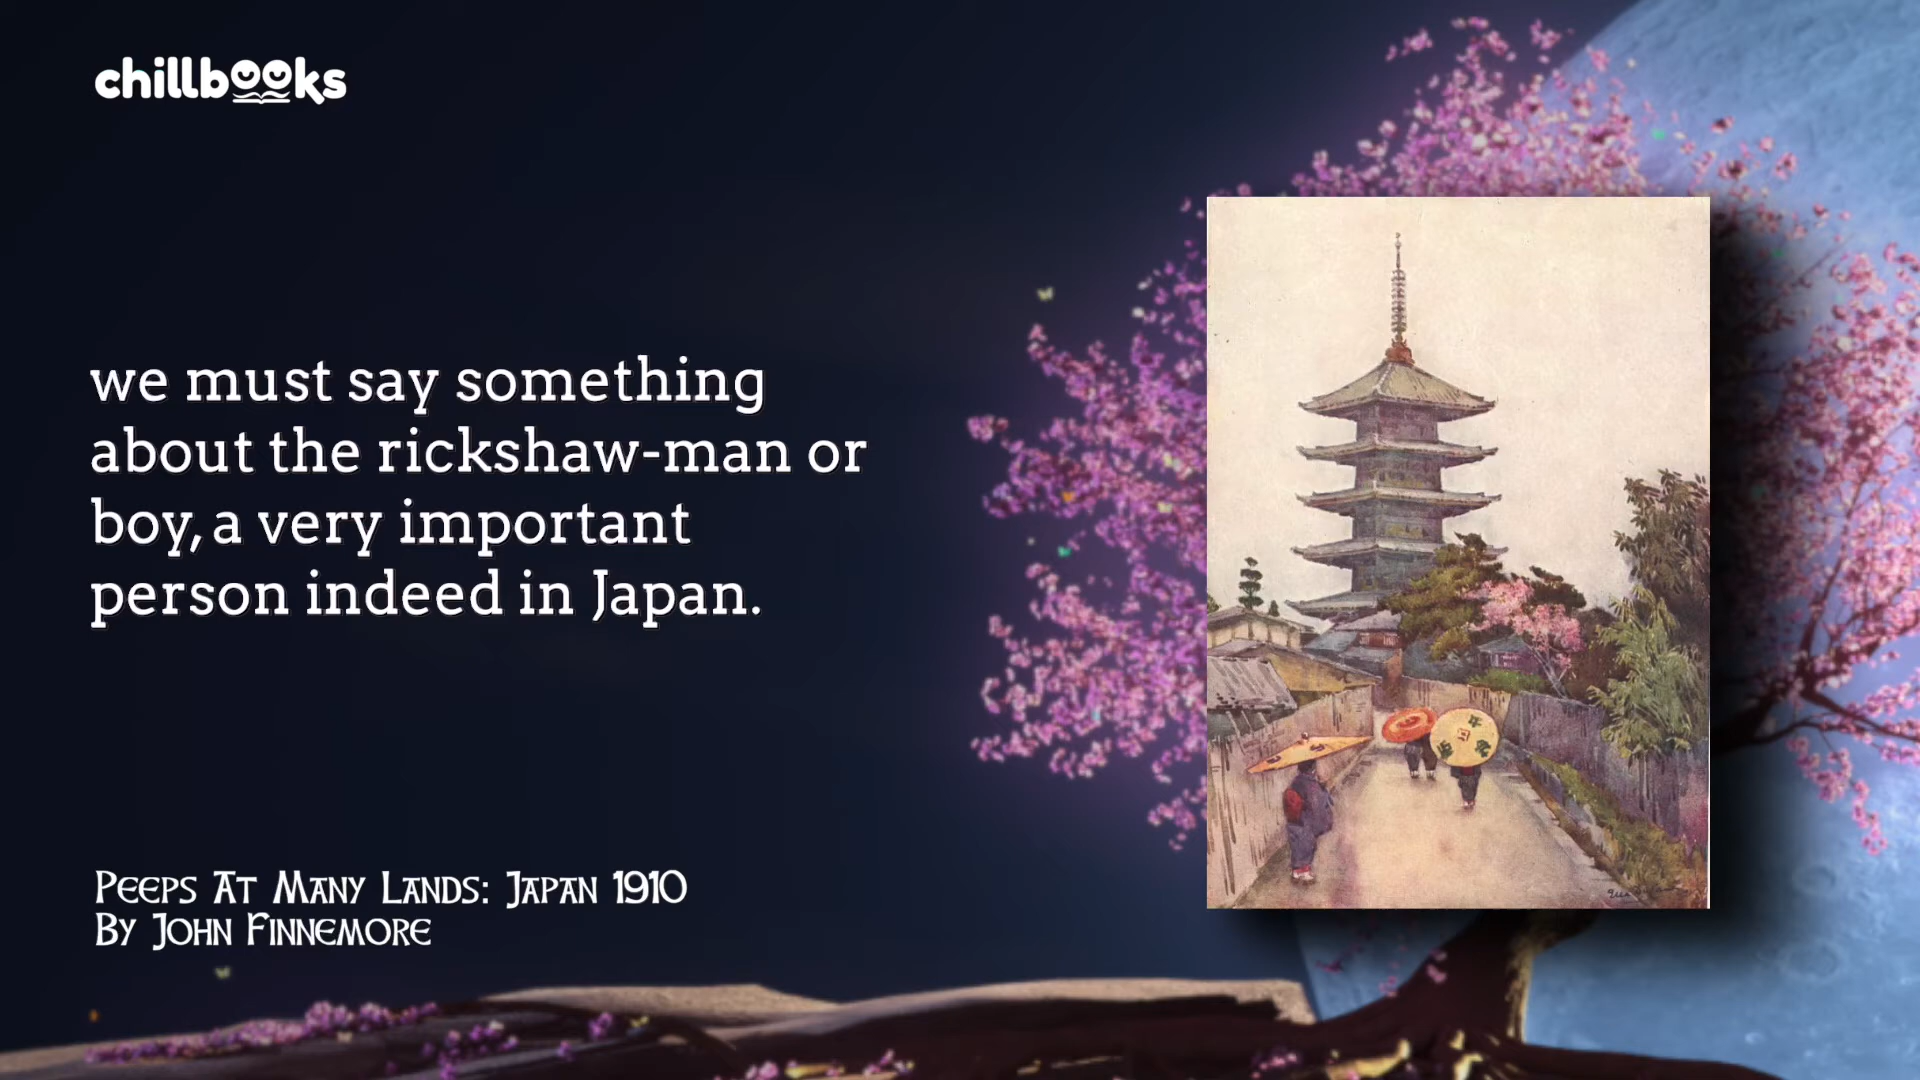 chillbooks
we must say something
about the rickshaw-man or
boy, a very important
person indeed in Japan.
Peeps At Many Lands: Japan 1910
By John Finnemore